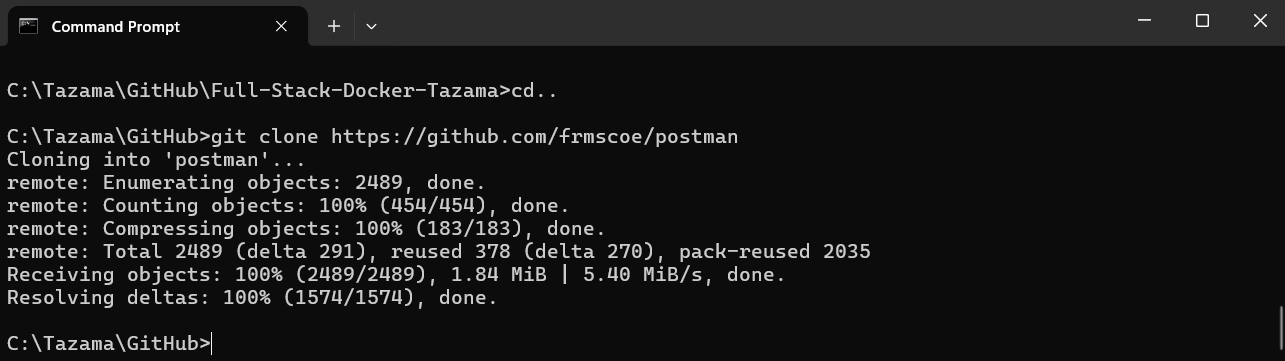 Command Prompt
C:\Tazama\GitHub\Full-Stack-Docker-Tazama>cd..
C:\Tazama\GitHub>git clone https://github.com/frmscoe/postman
Cloning into 'postman'...
remote: Enumerating objects: 2489, done.
remote: Counting objects: 100% (454/454), done.
remote: Compressing objects: 100% (183/183), done.
remote: Total 2489 (delta 291), reused 378 (delta 270), pack-reused 2035
Receiving objects: 100% (2489/2489), 1.84 MiB | 5.40 MiB/s, done.
Resolving deltas: 100% (1574/1574), done.
C:\Tazama\GitHub>